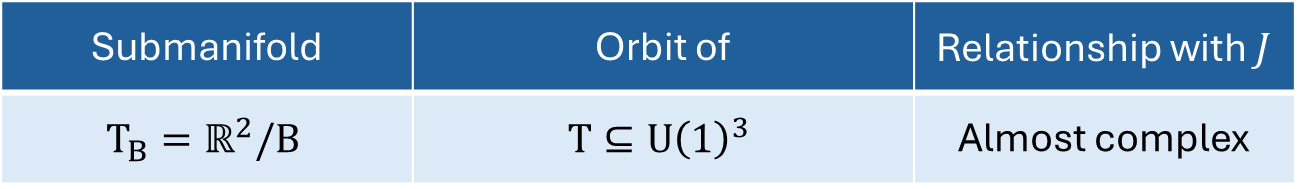 Submanifold Orbit of Relationship with J
T_B = ℝ²/B T ⊆ U(1)³ Almost complex